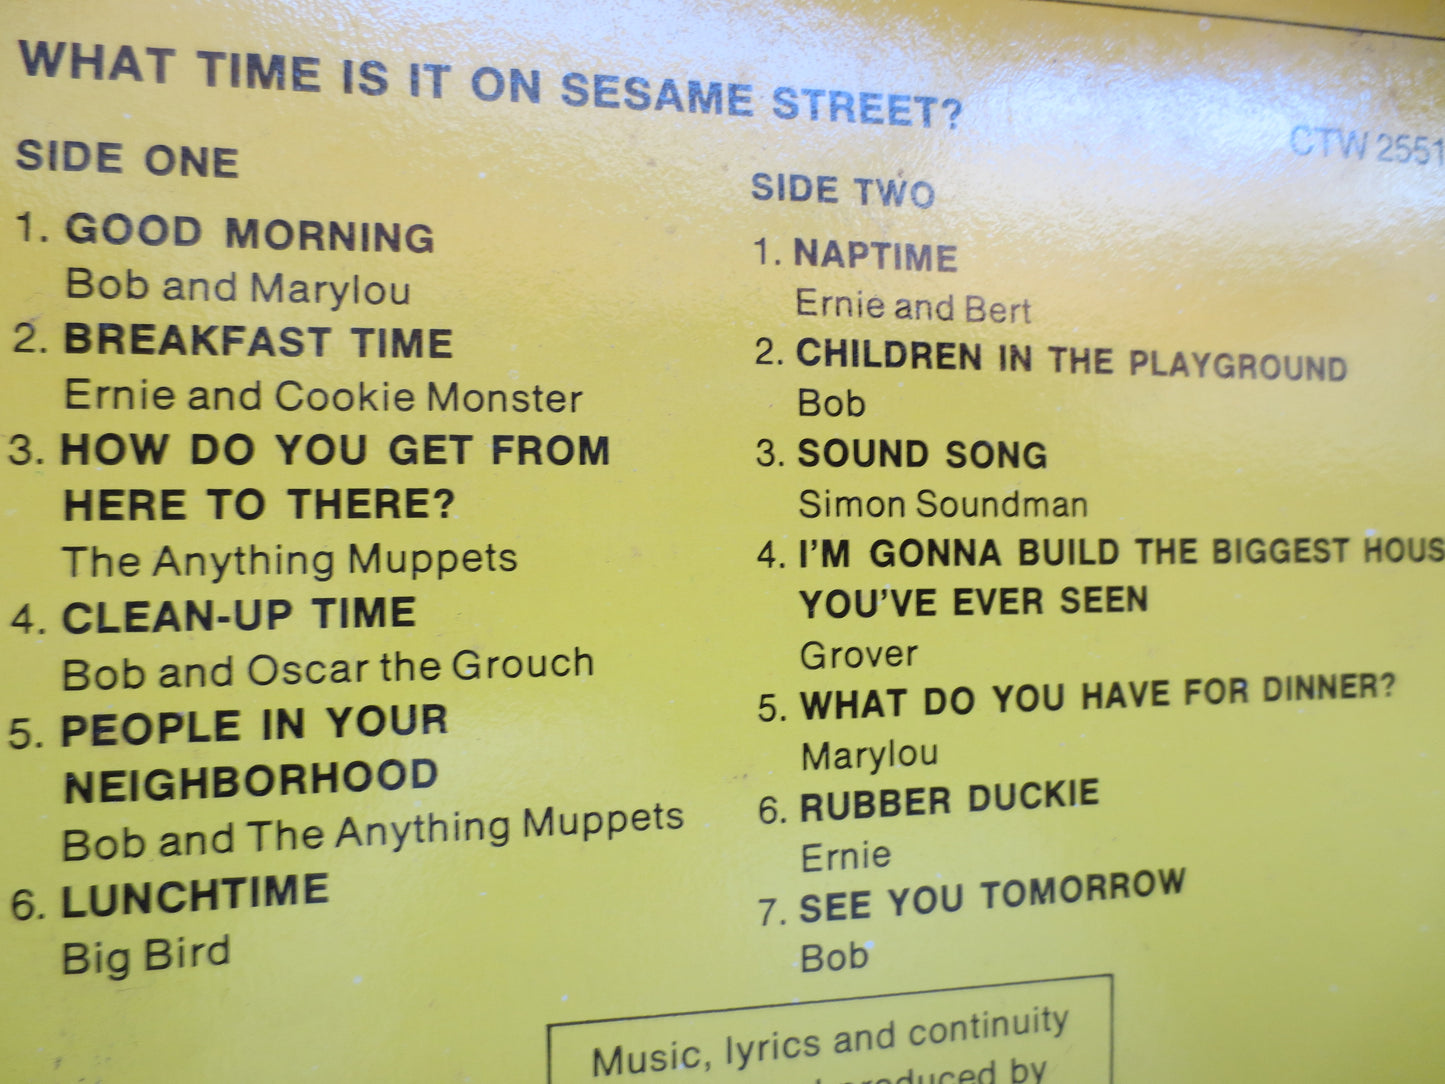 WHAT TIME IS IT ON SESAME STREET?
CTW 2551
SIDE ONE
1. GOOD MORNING
Bob and Marylou
2. BREAKFAST TIME
Ernie and Cookie Monster
3. HOW DO YOU GET FROM
HERE TO THERE?
The Anything Muppets
4. CLEAN-UP TIME
Bob and Oscar the Grouch
5. PEOPLE IN YOUR
NEIGHBORHOOD
Bob and The Anything Muppets
6. LUNCHTIME
Big Bird
SIDE TWO
1. NAPTIME
Ernie and Bert
2. CHILDREN IN THE PLAYGROUND
Bob
3. SOUND SONG
Simon Soundman
4. I'M GONNA BUILD THE BIGGEST HOUS
YOU'VE EVER SEEN
Grover
5. WHAT DO YOU HAVE FOR DINNER?
Marylou
6. RUBBER DUCKIE
Ernie
7. SEE YOU TOMORROW
Bob
Music, lyrics and continuity
produced by